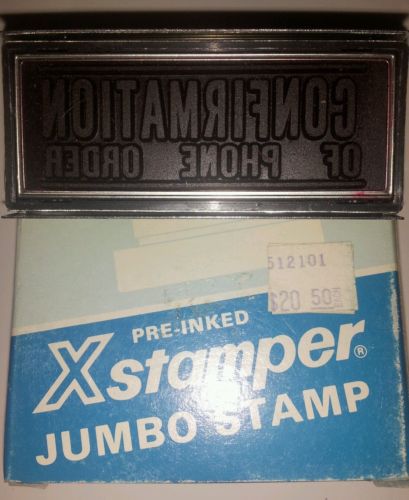 CONFIRMATION
OF PHONE ORDER
512101
$20 50
PRE-INKED
Xstamper®
JUMBO STAMP